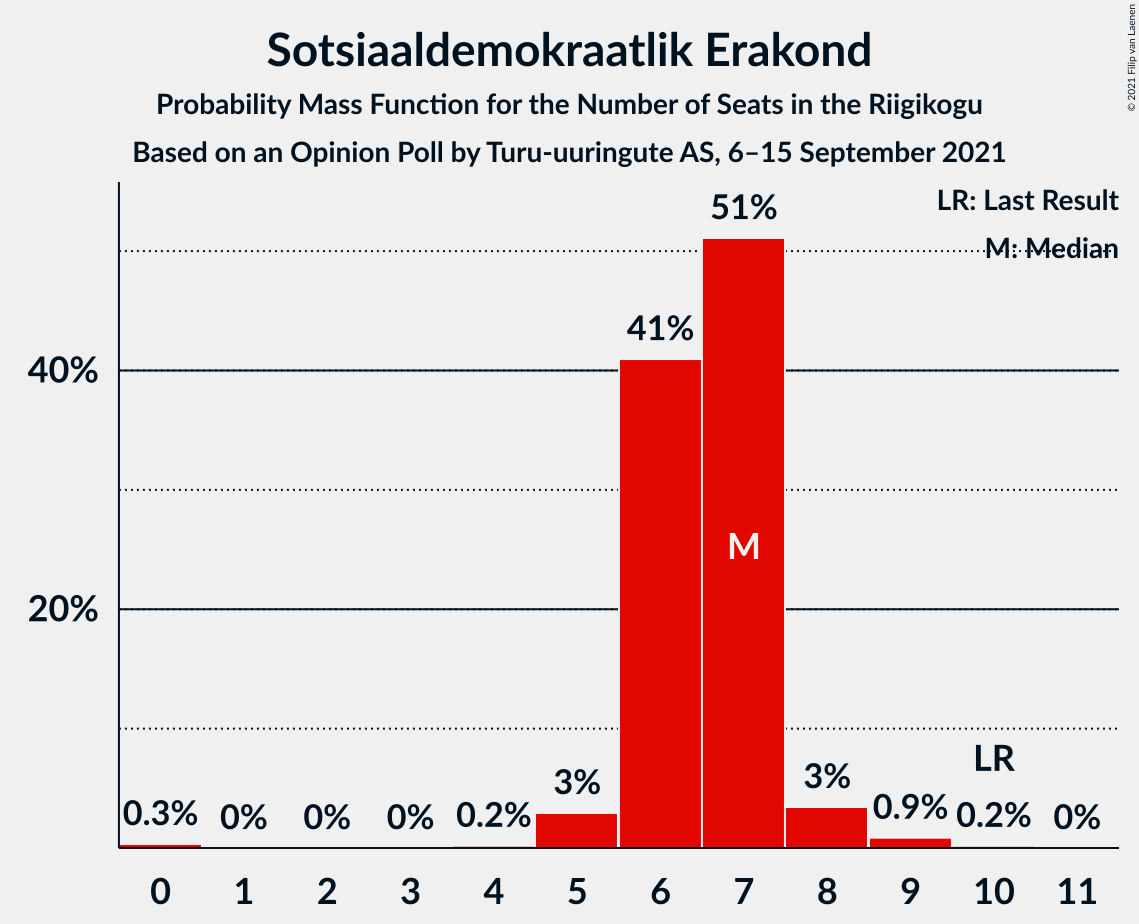 Sotsiaaldemokraatlik Erakond
Probability Mass Function for the Number of Seats in the Riigikogu
Based on an Opinion Poll by Turu-uuringute AS, 6–15 September 2021
© 2021 Filip van Laenen
LR: Last Result
M: Median
51%
41%
40%
M
20%
LR
3%
3%
0.3%
0%
0%
0%
0.2%
0.9%
0.2%
0%
0 1 2 3 4 5 6 7 8 9 10 11